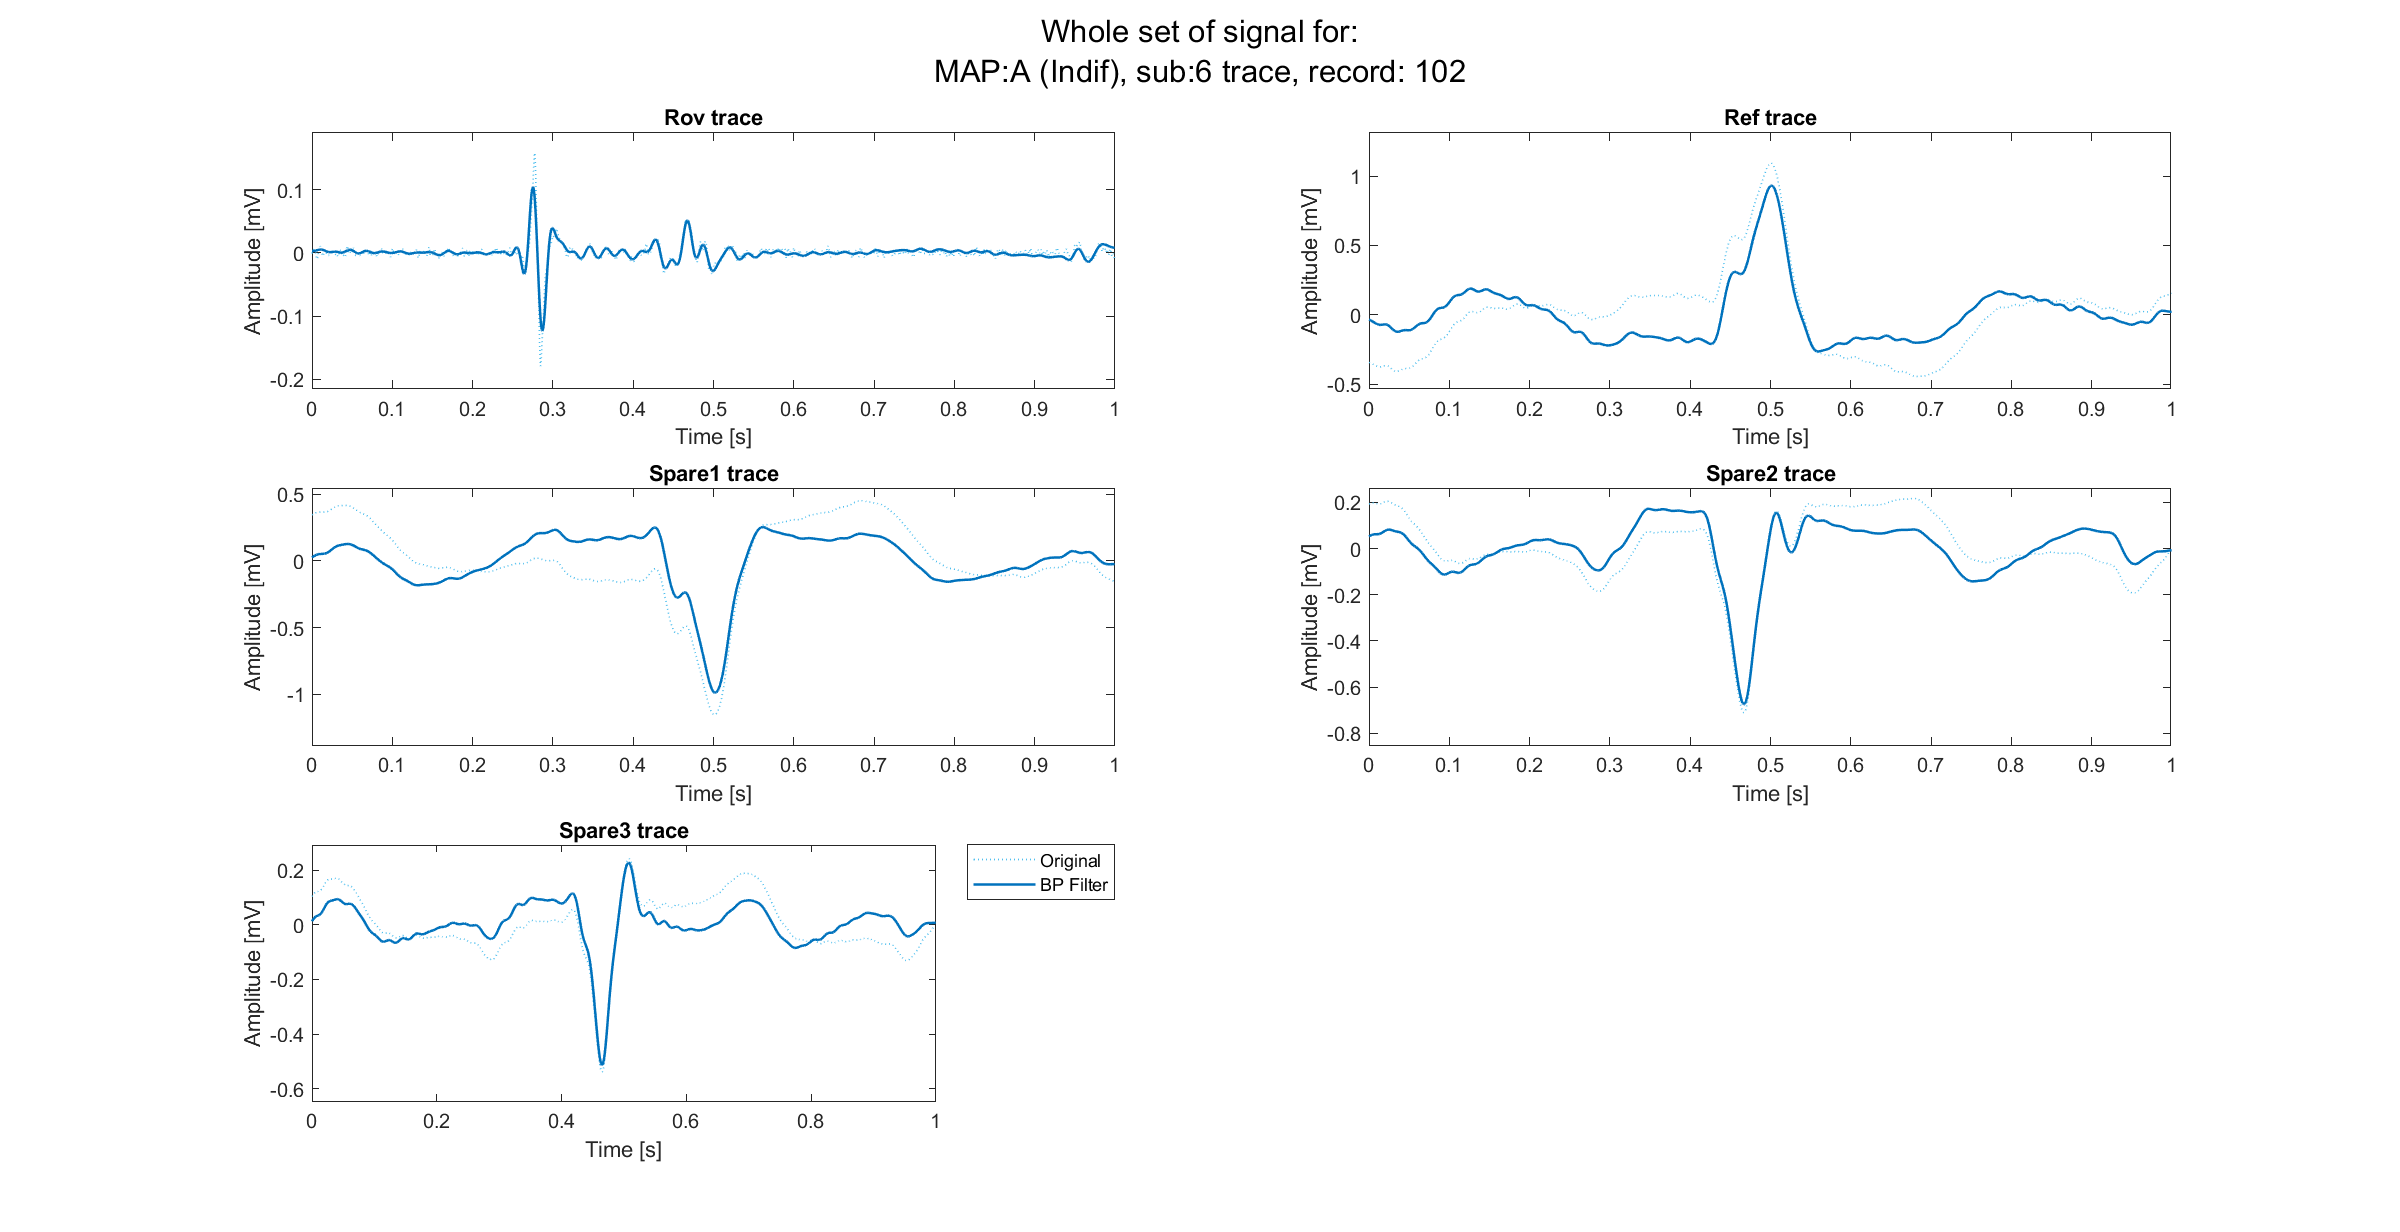 Whole set of signal for:
MAP:A (Indif), sub:6 trace, record: 102
Rov trace
Amplitude [mV]
0.1
0
-0.1
-0.2
0 0.1 0.2 0.3 0.4 0.5 0.6 0.7 0.8 0.9 1
Time [s]
Ref trace
Amplitude [mV]
1
0.5
0
-0.5
0 0.1 0.2 0.3 0.4 0.5 0.6 0.7 0.8 0.9 1
Time [s]
Spare1 trace
Amplitude [mV]
0.5
0
-0.5
-1
0 0.1 0.2 0.3 0.4 0.5 0.6 0.7 0.8 0.9 1
Time [s]
Spare2 trace
Amplitude [mV]
0.2
0
-0.2
-0.4
-0.6
-0.8
0 0.1 0.2 0.3 0.4 0.5 0.6 0.7 0.8 0.9 1
Time [s]
Spare3 trace
Amplitude [mV]
0.2
0
-0.2
-0.4
-0.6
0 0.2 0.4 0.6 0.8 1
Time [s]
Original
BP Filter